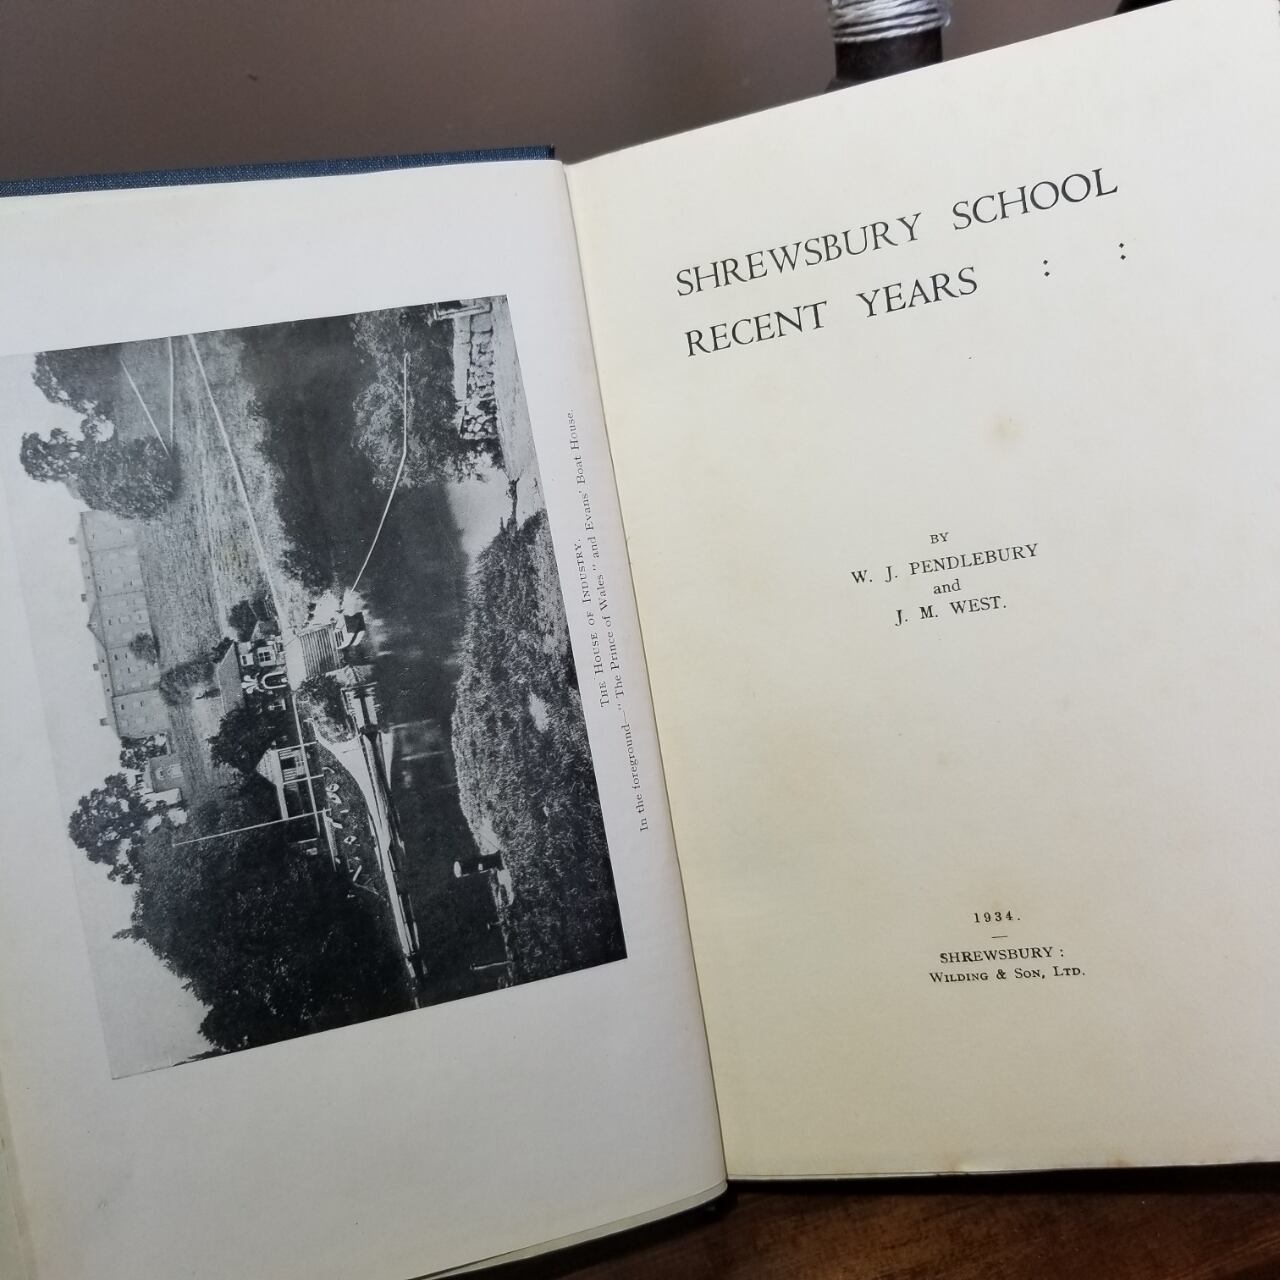 THE HOUSE OF INDUSTRY.
In the foreground—"The Prince of Wales" and Evans' Boat House.
SHREWSBURY SCHOOL
RECENT YEARS : :
BY
W. J. PENDLEBURY
and
J. M. WEST.
1934.
SHREWSBURY :
WILDING & SON, LTD.